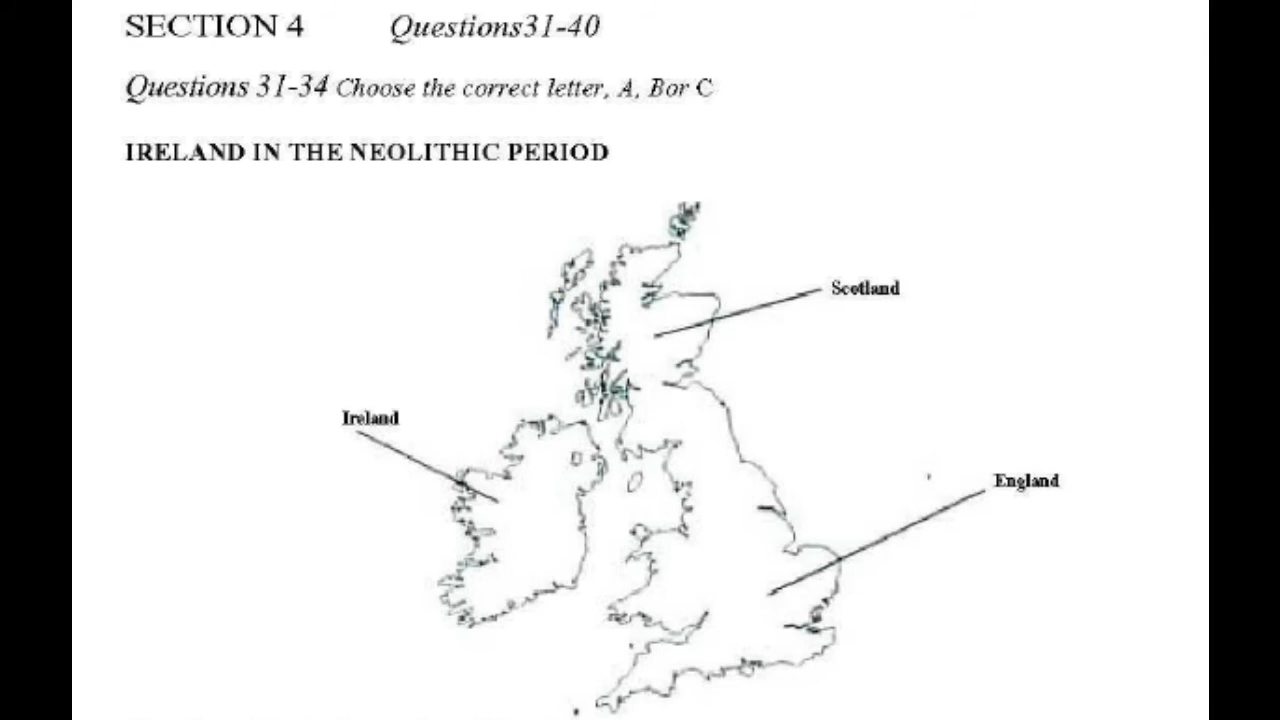 SECTION 4 Questions31-40
Questions 31-34 Choose the correct letter, A, Bor C
IRELAND IN THE NEOLITHIC PERIOD
Scotland
Ireland
England